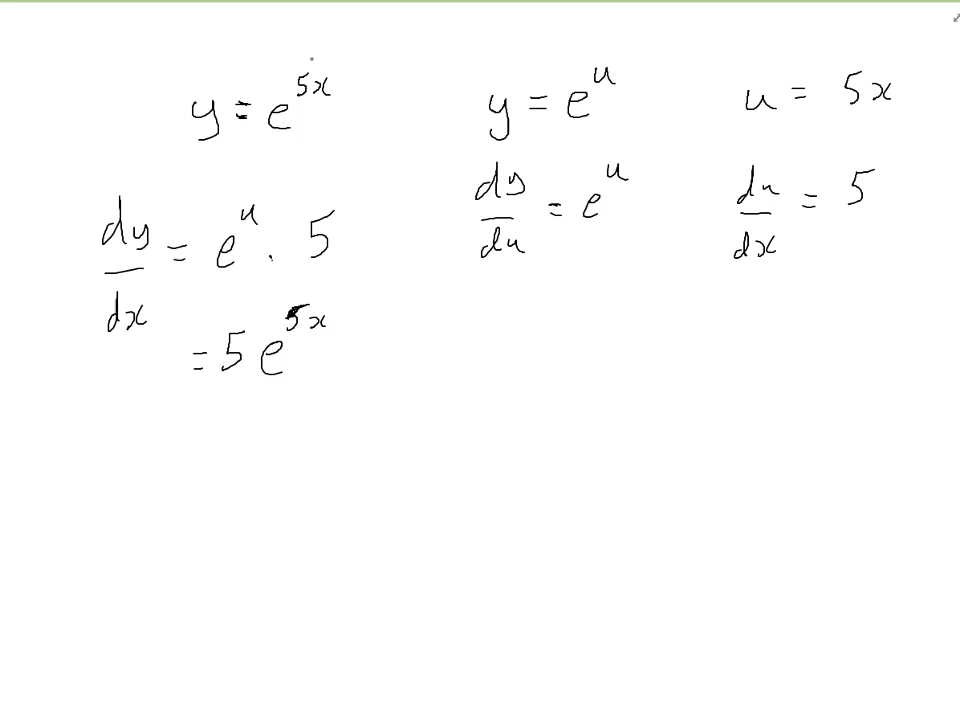 y = e^{5x}
dy/dx = e^u . 5
= 5e^{5x}
y = e^u
dy/du = e^u
u = 5x
du/dx = 5